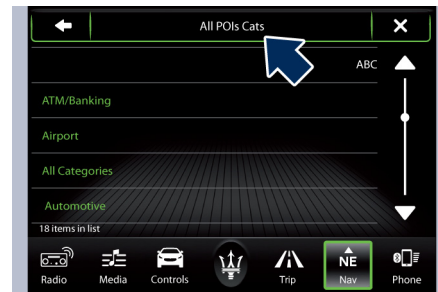 All POIs Cats
ABC
ATM/Banking
Airport
All Categories
Automotive
18 items in list
NE
Radio
Media
Controls
Trip
Nav
Phone